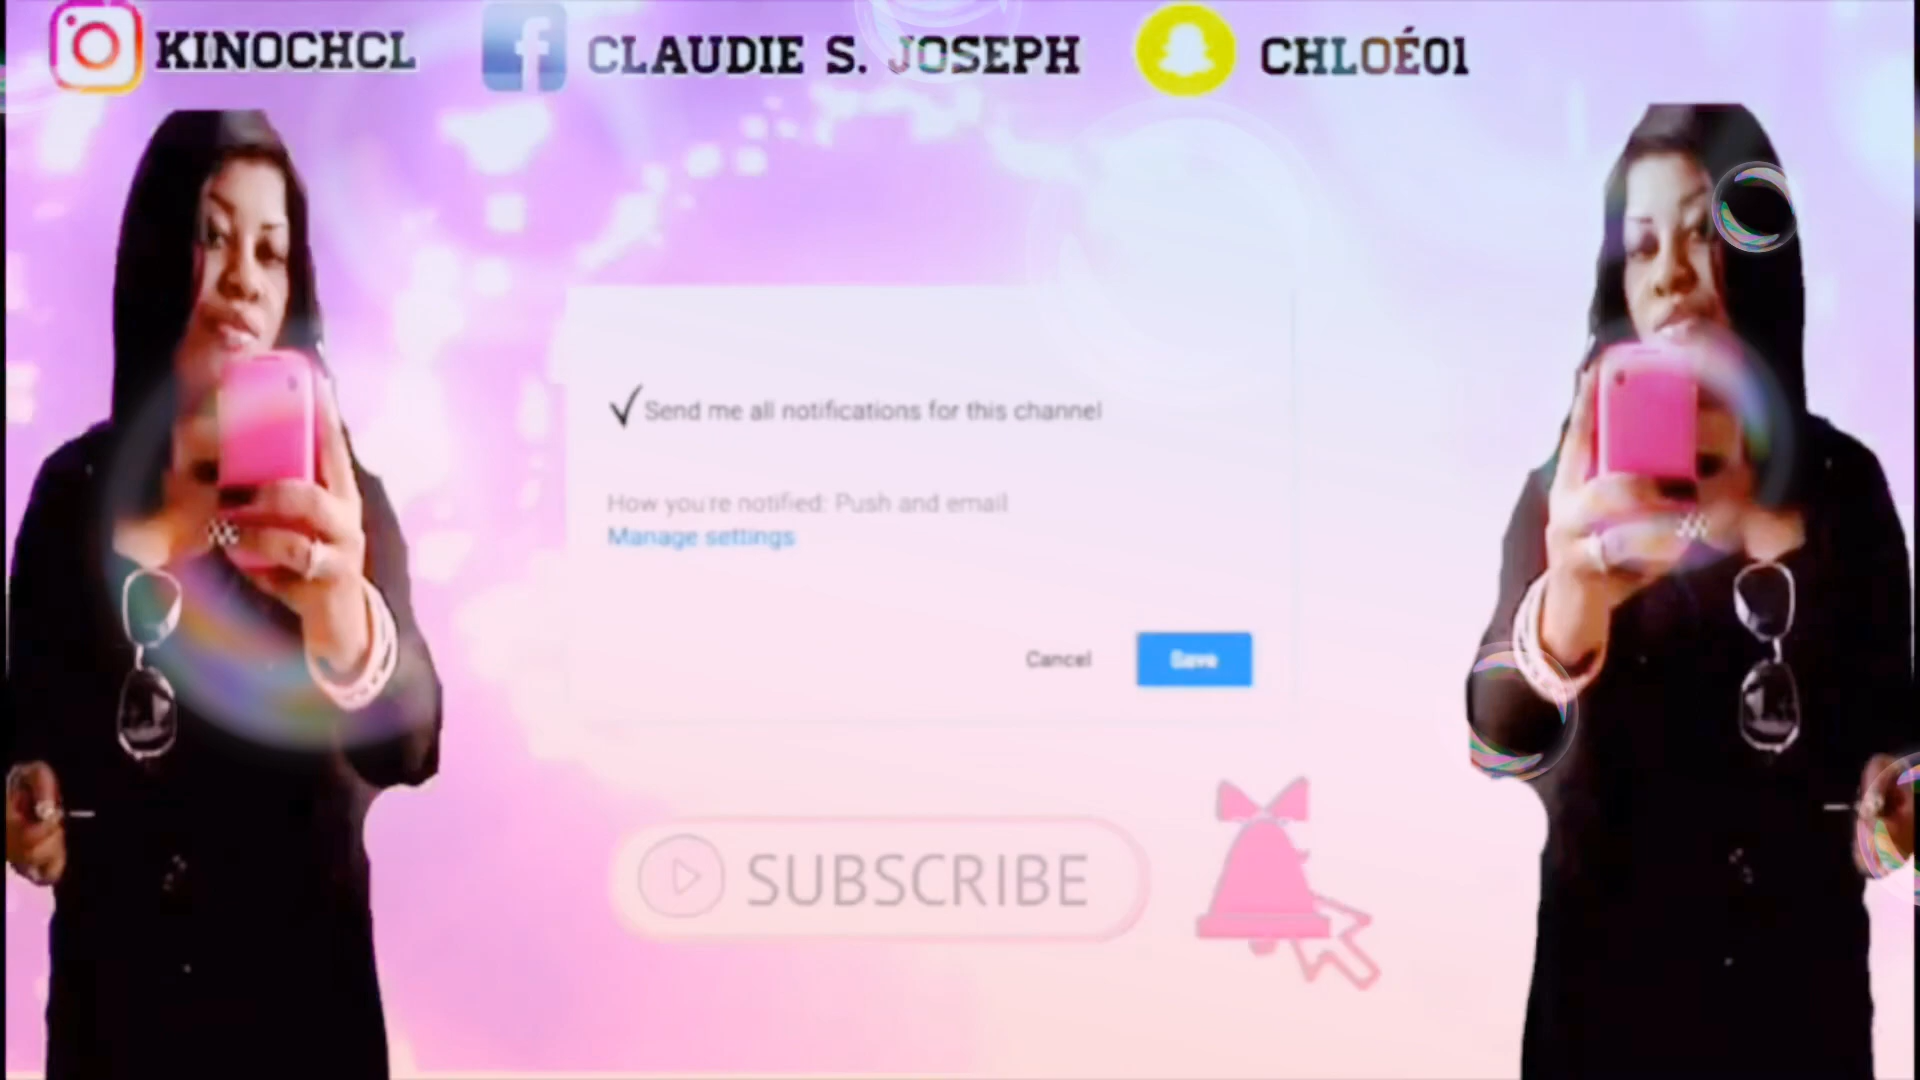 KINOCHCL
CLAUDIE S. JOSEPH
CHLOÉ01
Send me all notifications for this channel
How you're notified: Push and email
Manage settings
Cancel
Save
SUBSCRIBE